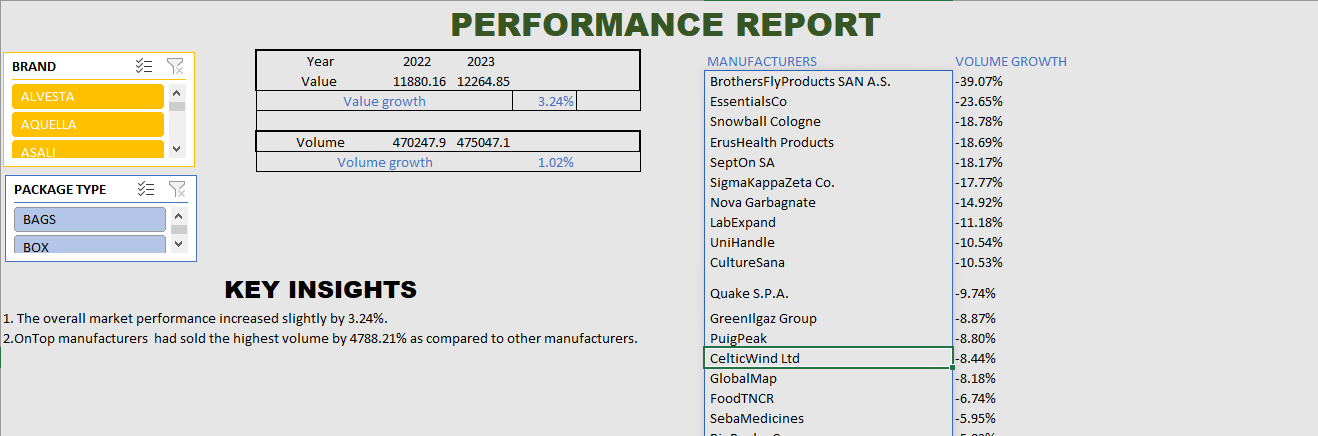 PERFORMANCE REPORT
BRAND
ALVESTA
AQUELLA
ASALI
PACKAGE TYPE
BAGS
BOX
Year 2022 2023
Value 11880.16 12264.85
Value growth 3.24%
Volume 470247.9 475047.1
Volume growth 1.02%
KEY INSIGHTS
1. The overall market performance increased slightly by 3.24%.
2.OnTop manufacturers had sold the highest volume by 4788.21% as compared to other manufacturers.
MANUFACTURERS VOLUME GROWTH
BrothersFlyProducts SAN A.S. -39.07%
EssentialsCo -23.65%
Snowball Cologne -18.78%
ErusHealth Products -18.69%
SeptOn SA -18.17%
SigmaKappaZeta Co. -17.77%
Nova Garbagnate -14.92%
LabExpand -11.18%
UniHandle -10.54%
CultureSana -10.53%
Quake S.P.A. -9.74%
GreenIlgaz Group -8.87%
PuigPeak -8.80%
CelticWind Ltd -8.44%
GlobalMap -8.18%
FoodTNCR -6.74%
SebaMedicines -5.95%